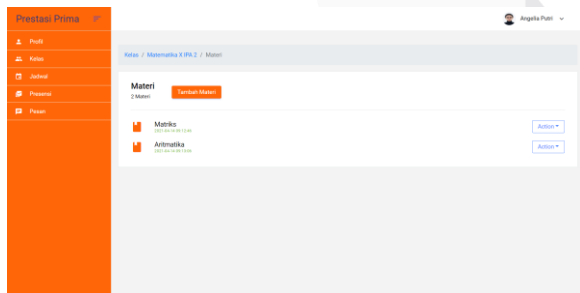 Prestasi Prima
Angelia Putri
Profil
Kelas
Jadwal
Presensi
Pesan
Kelas / Matematika X IPA 2 / Materi
Materi
2 Materi
Tambah Materi
Matriks
Action
Aritmatika
Action